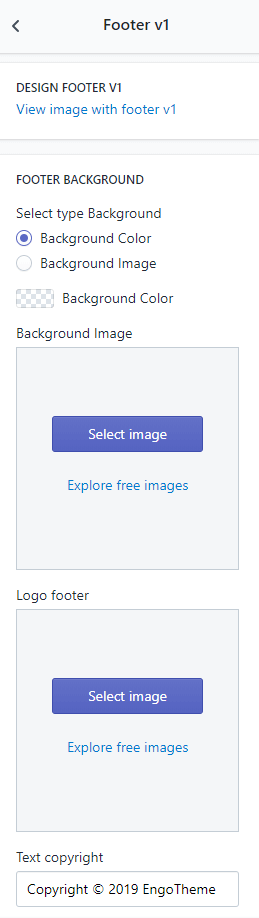 Footer v1
DESIGN FOOTER V1
View image with footer v1
FOOTER BACKGROUND
Select type Background
Background Color
Background Image
Background Color
Background Image
Select image
Explore free images
Logo footer
Select image
Explore free images
Text copyright
Copyright © 2019 EngoTheme